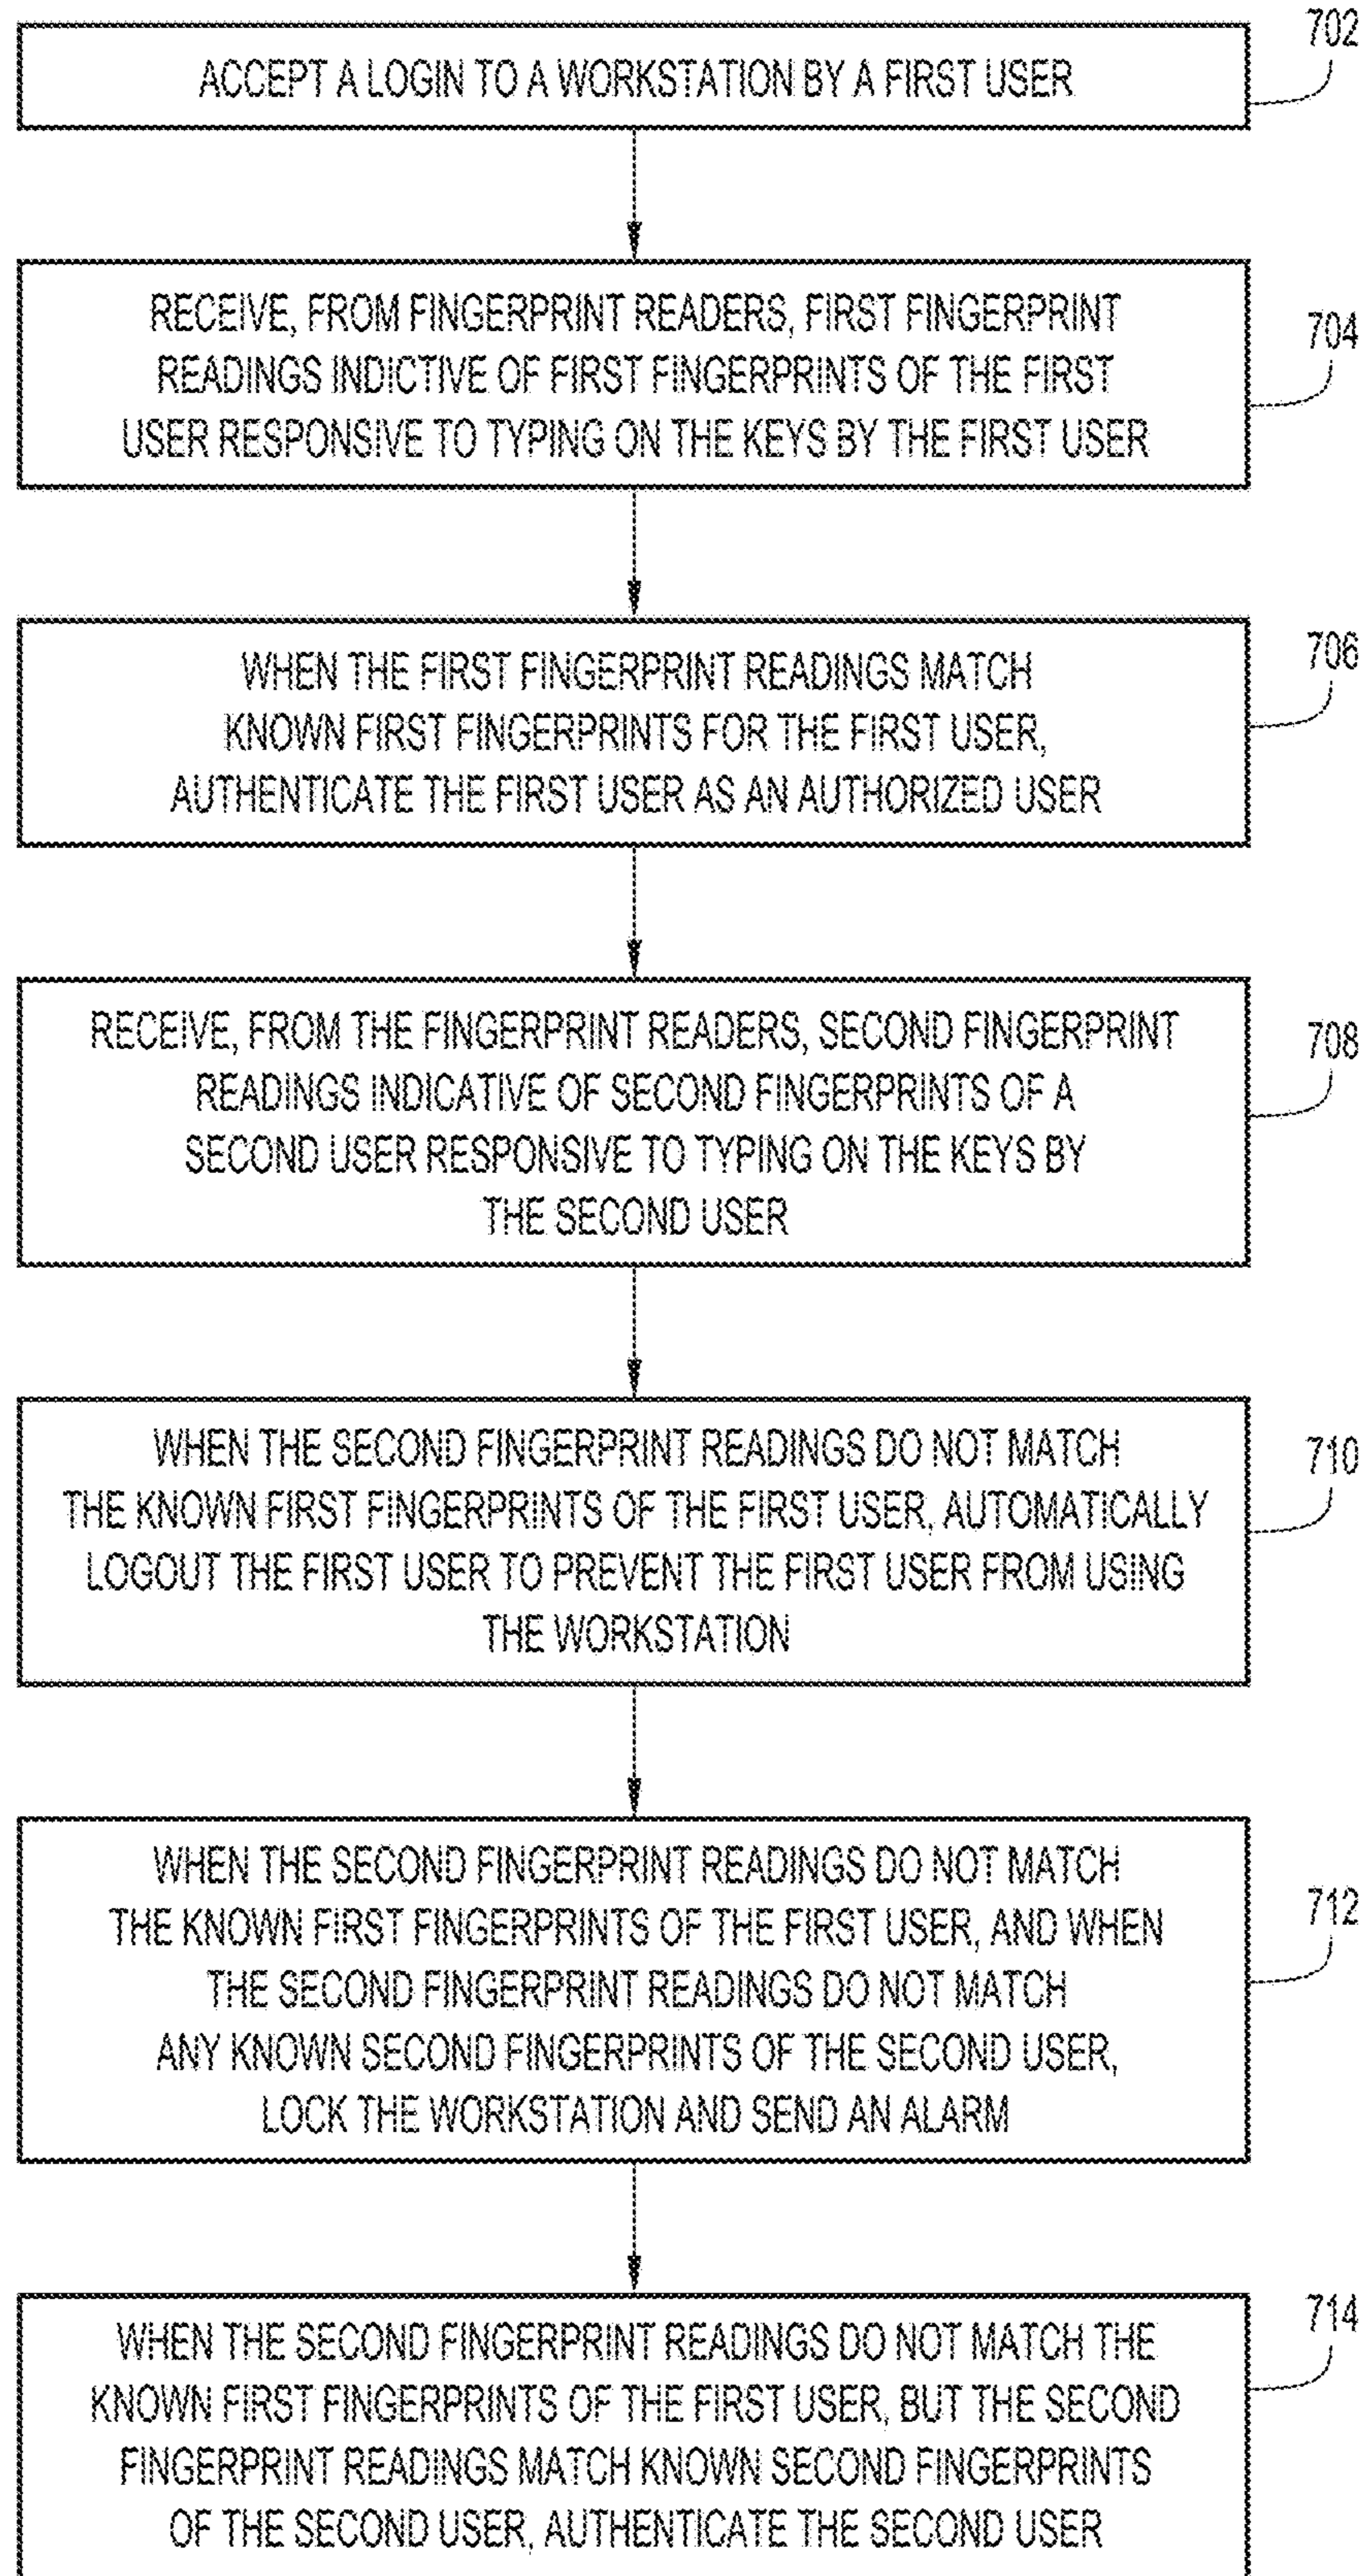 702
ACCEPT A LOGIN TO A WORKSTATION BY A FIRST USER
704
RECEIVE, FROM FINGERPRINT READERS, FIRST FINGERPRINT
READINGS INDICTIVE OF FIRST FINGERPRINTS OF THE FIRST
USER RESPONSIVE TO TYPING ON THE KEYS BY THE FIRST USER
706
WHEN THE FIRST FINGERPRINT READINGS MATCH
KNOWN FIRST FINGERPRINTS FOR THE FIRST USER,
AUTHENTICATE THE FIRST USER AS AN AUTHORIZED USER
708
RECEIVE, FROM THE FINGERPRINT READERS, SECOND FINGERPRINT
READINGS INDICATIVE OF SECOND FINGERPRINTS OF A
SECOND USER RESPONSIVE TO TYPING ON THE KEYS BY
THE SECOND USER
710
WHEN THE SECOND FINGERPRINT READINGS DO NOT MATCH
THE KNOWN FIRST FINGERPRINTS OF THE FIRST USER, AUTOMATICALLY
LOGOUT THE FIRST USER TO PREVENT THE FIRST USER FROM USING
THE WORKSTATION
712
WHEN THE SECOND FINGERPRINT READINGS DO NOT MATCH
THE KNOWN FIRST FINGERPRINTS OF THE FIRST USER, AND WHEN
THE SECOND FINGERPRINT READINGS DO NOT MATCH
ANY KNOWN SECOND FINGERPRINTS OF THE SECOND USER,
LOCK THE WORKSTATION AND SEND AN ALARM
714
WHEN THE SECOND FINGERPRINT READINGS DO NOT MATCH THE
KNOWN FIRST FINGERPRINTS OF THE FIRST USER, BUT THE SECOND
FINGERPRINT READINGS MATCH KNOWN SECOND FINGERPRINTS
OF THE SECOND USER, AUTHENTICATE THE SECOND USER